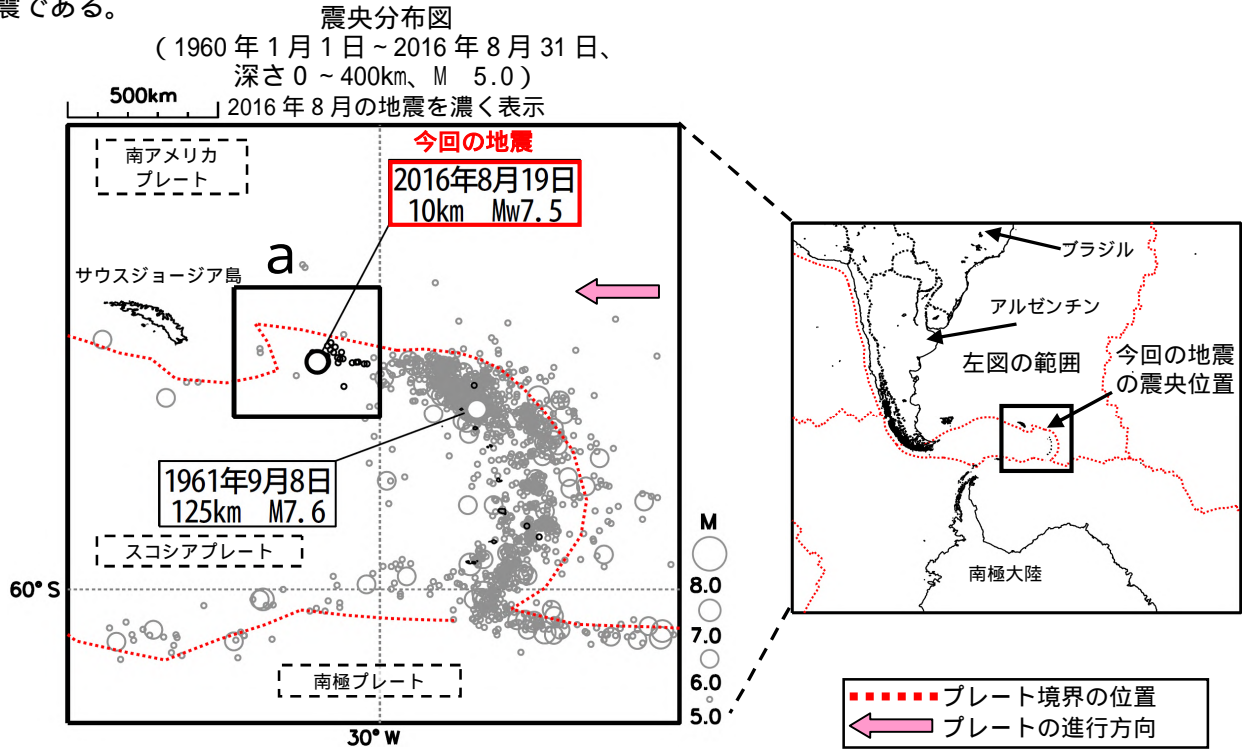 震である。
震央分布図
(1960年1月1日~2016年8月31日、
深さ0~400km、M 5.0)
2016年8月の地震を濃く表示
500km
今回の地震
2016年8月19日
10km Mw7.5
南アメリカ
プレート
a
サウスジョージア島
1961年9月8日
125km M7.6
スコシアプレート
60°S
南極プレート
30°W
M
8.0
7.0
6.0
5.0
ブラジル
アルゼンチン
左図の範囲
今回の地震
の震央位置
南極大陸
プレート境界の位置
プレートの進行方向